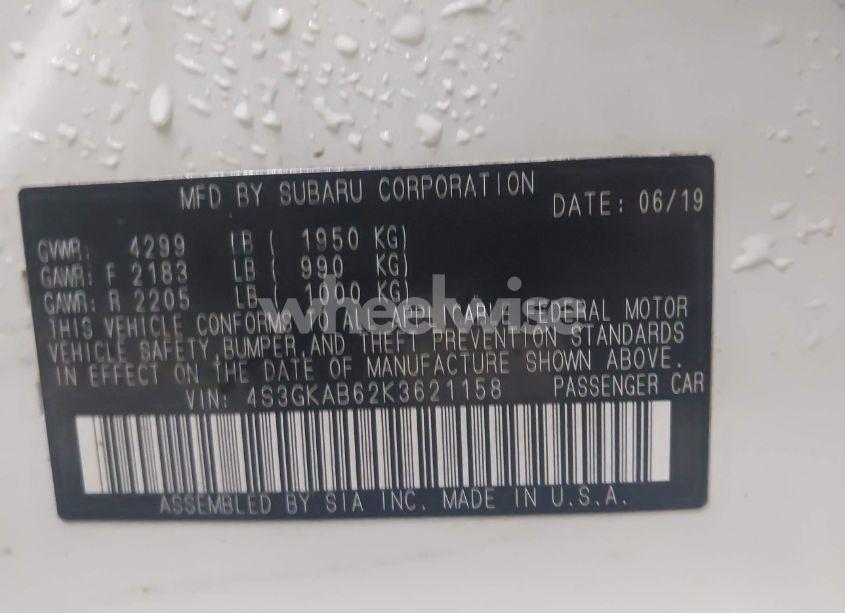 MFD BY SUBARU CORPORATION DATE: 06/19
GVWR: 4299 LB ( 1950 KG)
GAWR: F 2183 LB ( 990 KG)
GAWR: R 2205 LB ( 1000 KG)
wheelwise
THIS VEHICLE CONFORMS TO ALL APPLICABLE FEDERAL MOTOR
VEHICLE SAFETY,BUMPER,AND THEFT PREVENTION STANDARDS
IN EFFECT ON THE DATE OF MANUFACTURE SHOWN ABOVE.
VIN: 4S3GKAB62K3621158 PASSENGER CAR
ASSEMBLED BY SIA INC. MADE IN U.S.A.